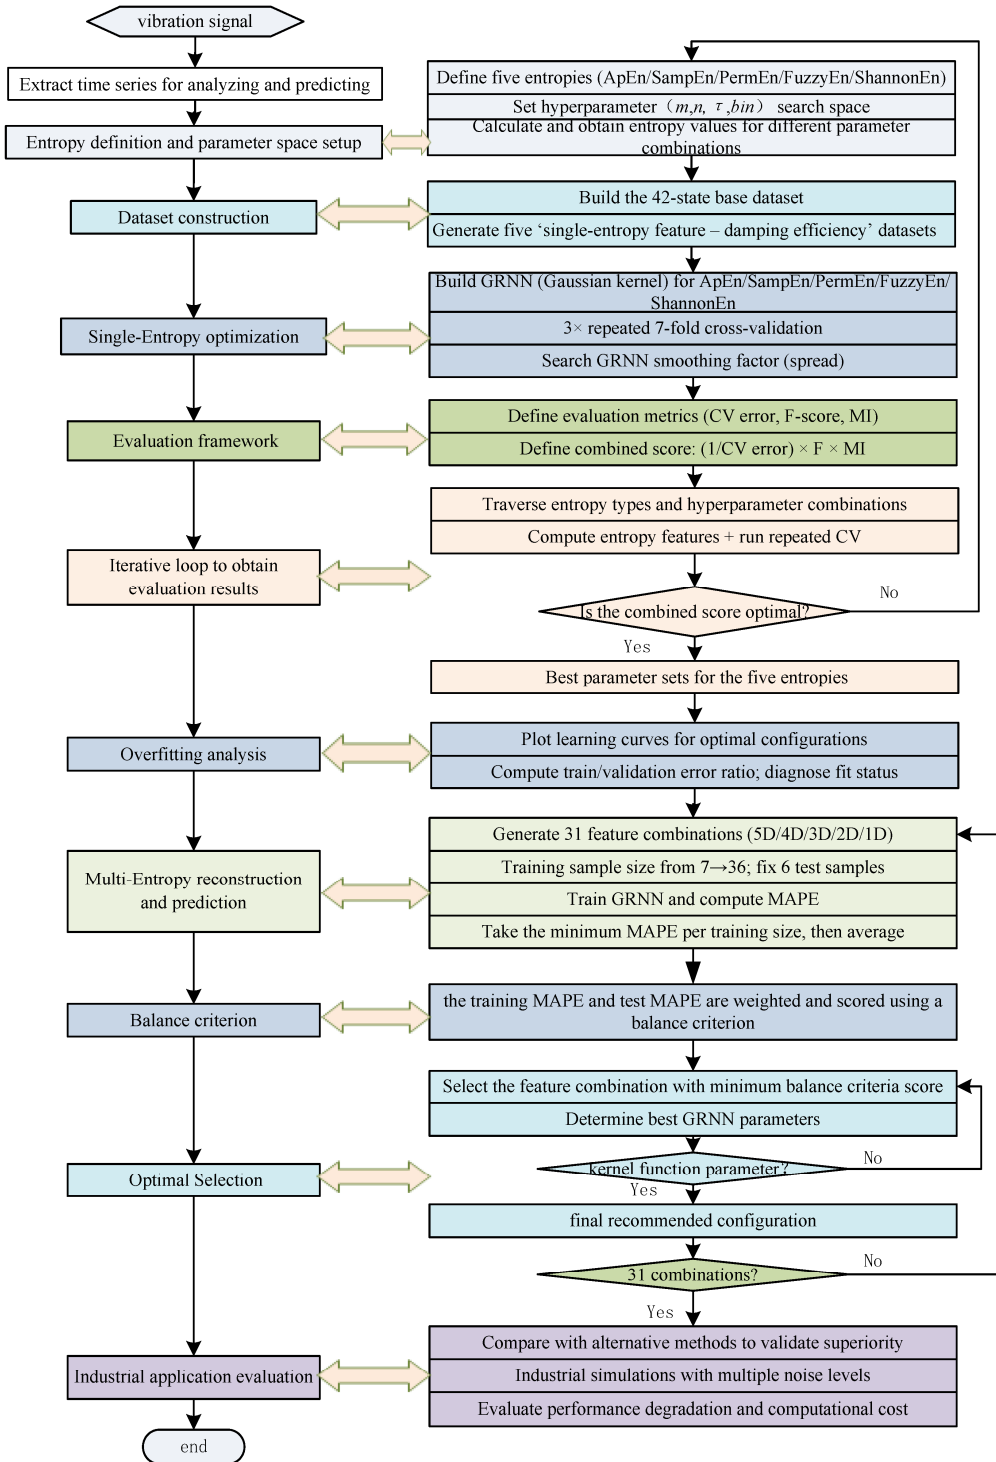 vibration signal
Extract time series for analyzing and predicting
Entropy definition and parameter space setup
Define five entropies (ApEn/SampEn/PermEn/FuzzyEn/ShannonEn)
Set hyperparameter（m,n, τ,bin） search space
Calculate and obtain entropy values for different parameter
combinations
Dataset construction
Build the 42-state base dataset
Generate five ‘single-entropy feature – damping efficiency’ datasets
Single-Entropy optimization
Build GRNN (Gaussian kernel) for ApEn/SampEn/PermEn/FuzzyEn/
ShannonEn
3× repeated 7-fold cross-validation
Search GRNN smoothing factor (spread)
Evaluation framework
Define evaluation metrics (CV error, F-score, MI)
Define combined score: (1/CV error) × F × MI
Iterative loop to obtain
evaluation results
Traverse entropy types and hyperparameter combinations
Compute entropy features + run repeated CV
Is the combined score optimal?
No
Yes
Best parameter sets for the five entropies
Overfitting analysis
Plot learning curves for optimal configurations
Compute train/validation error ratio; diagnose fit status
Multi-Entropy reconstruction
and prediction
Generate 31 feature combinations (5D/4D/3D/2D/1D)
Training sample size from 7→36; fix 6 test samples
Train GRNN and compute MAPE
Take the minimum MAPE per training size, then average
Balance criterion
the training MAPE and test MAPE are weighted and scored using a
balance criterion
Optimal Selection
Select the feature combination with minimum balance criteria score
Determine best GRNN parameters
kernel function parameter?
No
Yes
final recommended configuration
31 combinations?
No
Yes
Industrial application evaluation
Compare with alternative methods to validate superiority
Industrial simulations with multiple noise levels
Evaluate performance degradation and computational cost
end